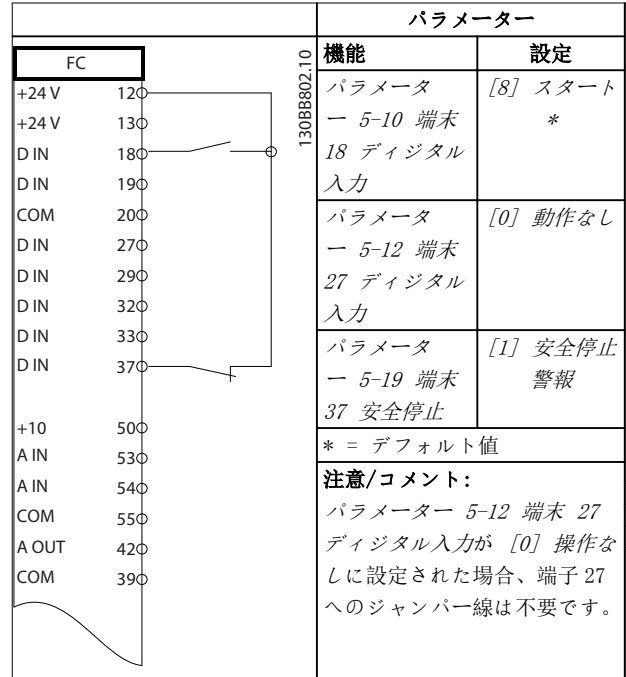 FC
+24 V 12
+24 V 13
D IN 18
D IN 19
COM 20
D IN 27
D IN 29
D IN 32
D IN 33
D IN 37
+10 50
A IN 53
A IN 54
COM 55
A OUT 42
COM 39
130BB802.10
パラメーター
機能 設定
パラメータ [8] スタート
ー 5-10 端末 *
18 ディジタル
入力
パラメータ [0] 動作なし
ー 5-12 端末
27 ディジタル
入力
パラメータ [1] 安全停止
ー 5-19 端末 警報
37 安全停止
* = デフォルト値
注意/コメント:
パラメーター 5-12 端末 27
ディジタル入力が [0] 操作な
しに設定された場合、端子 27
へのジャンパー線は不要です。